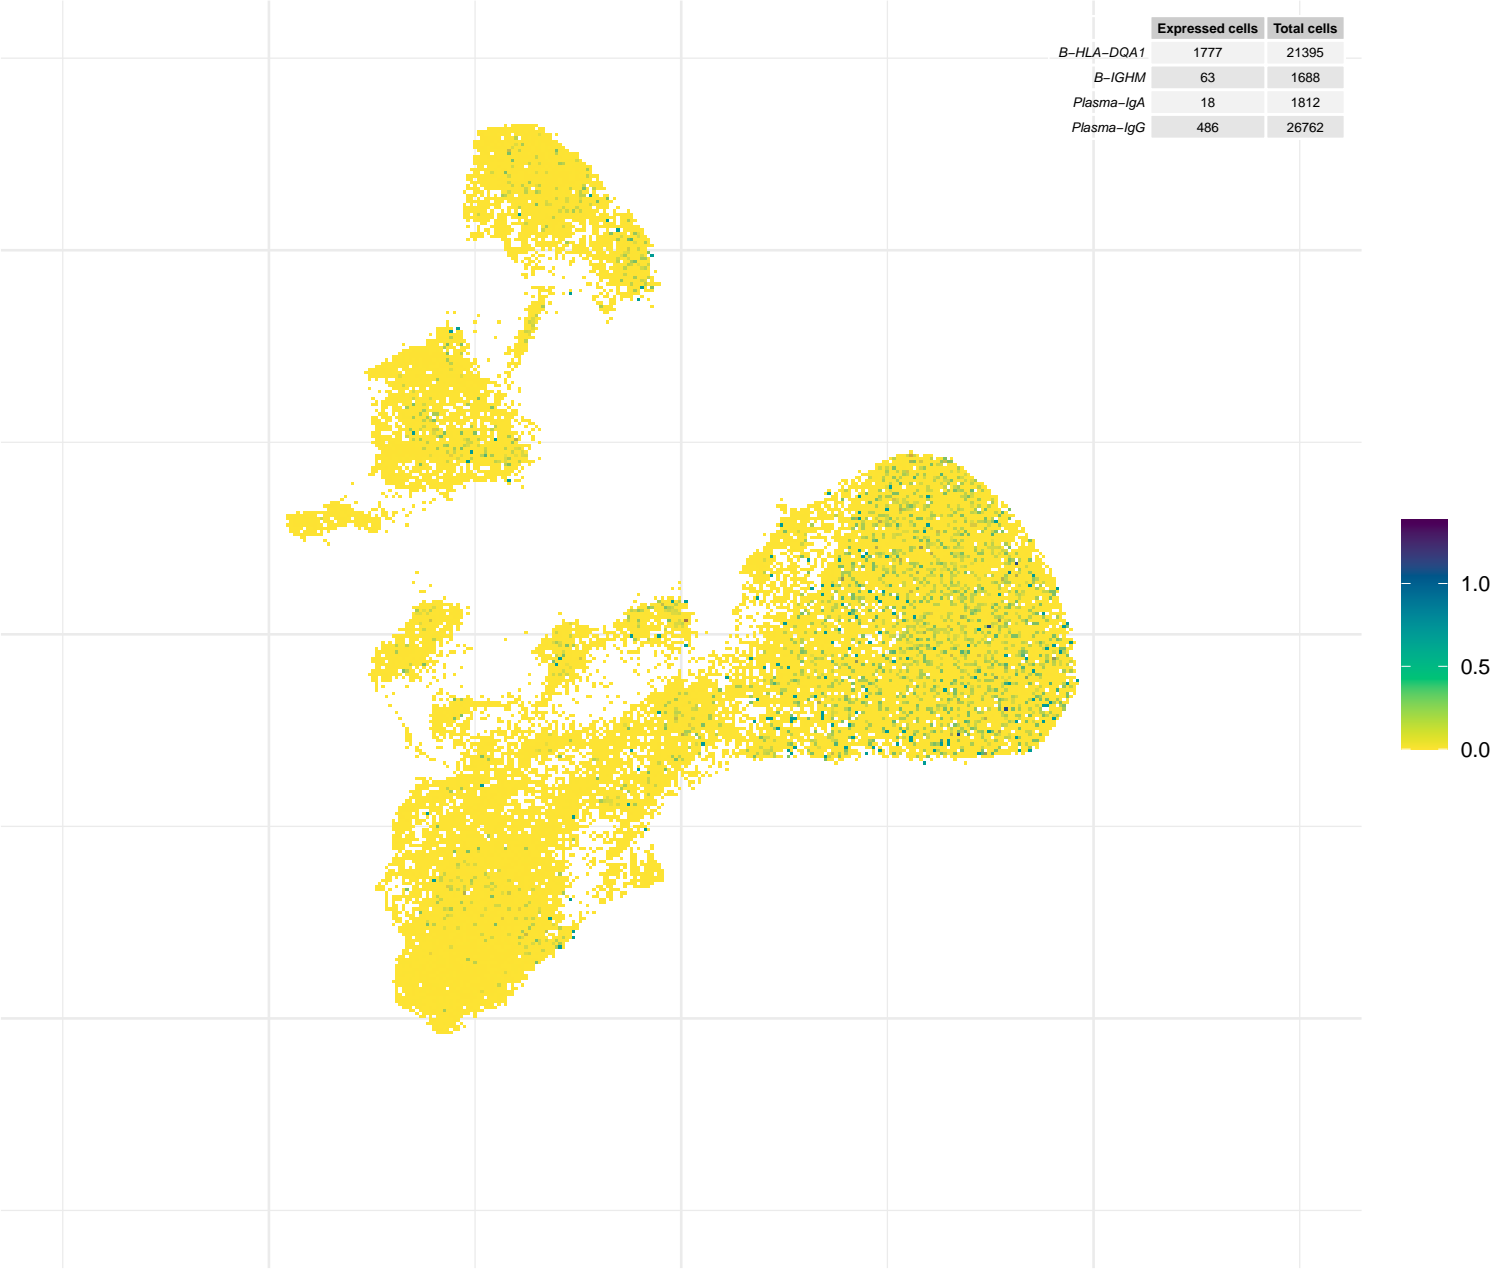 Expressed cells Total cells
B−HLA−DQA1 1777 21395
B−IGHM 63 1688
Plasma−IgA 18 1812
Plasma−IgG 486 26762
1.0
0.5
0.0